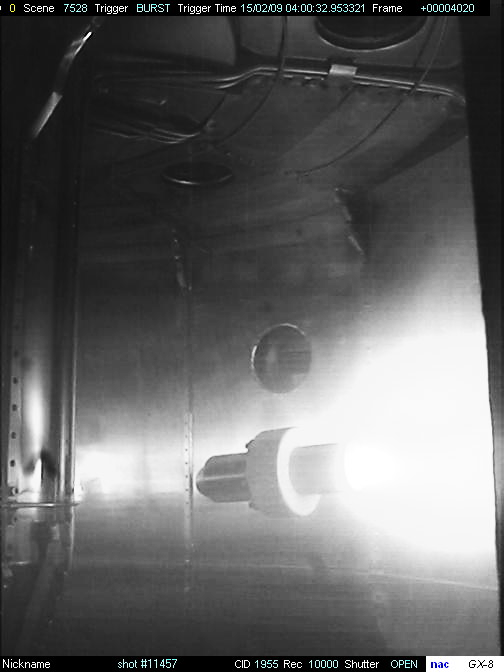 0 Scene 7528 Trigger BURST Trigger Time 15/02/09 04:00:32.953321 Frame +00004020
Nickname shot #11457 CID 1955 Rec 10000 Shutter OPEN nac GX-8